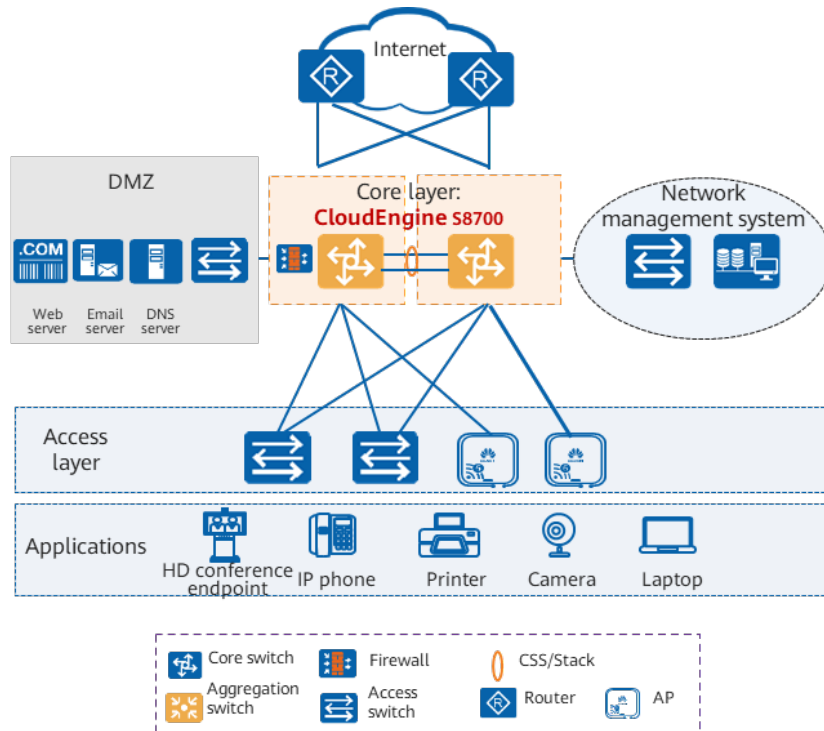 Internet
R
R
DMZ
Core layer:
CloudEngine S8700
Network
management system
.COM
Web
server
Email
server
DNS
server
Access
layer
Applications
HD conference
endpoint
IP phone
Printer
Camera
Laptop
Core switch
Firewall
CSS/Stack
Aggregation
switch
Access
switch
R
Router
AP